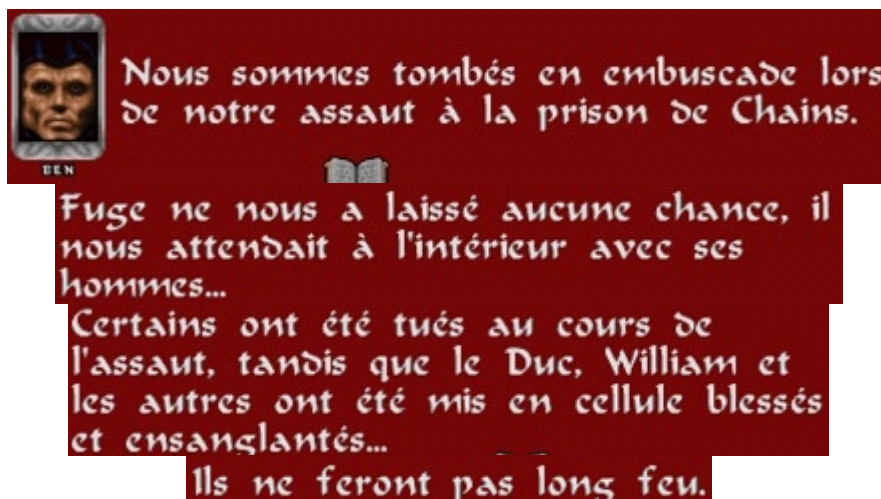 Nous sommes tombés en embuscade lors
de notre assaut à la prison de Chains.
BEN
Fuge ne nous a laissé aucune chance, il
nous attendait à l'intérieur avec ses
hommes...
Certains ont été tués au cours de
l'assaut, tandis que le Duc, William et
les autres ont été mis en cellule blessés
et ensanglantés...
Ils ne feront pas long feu.